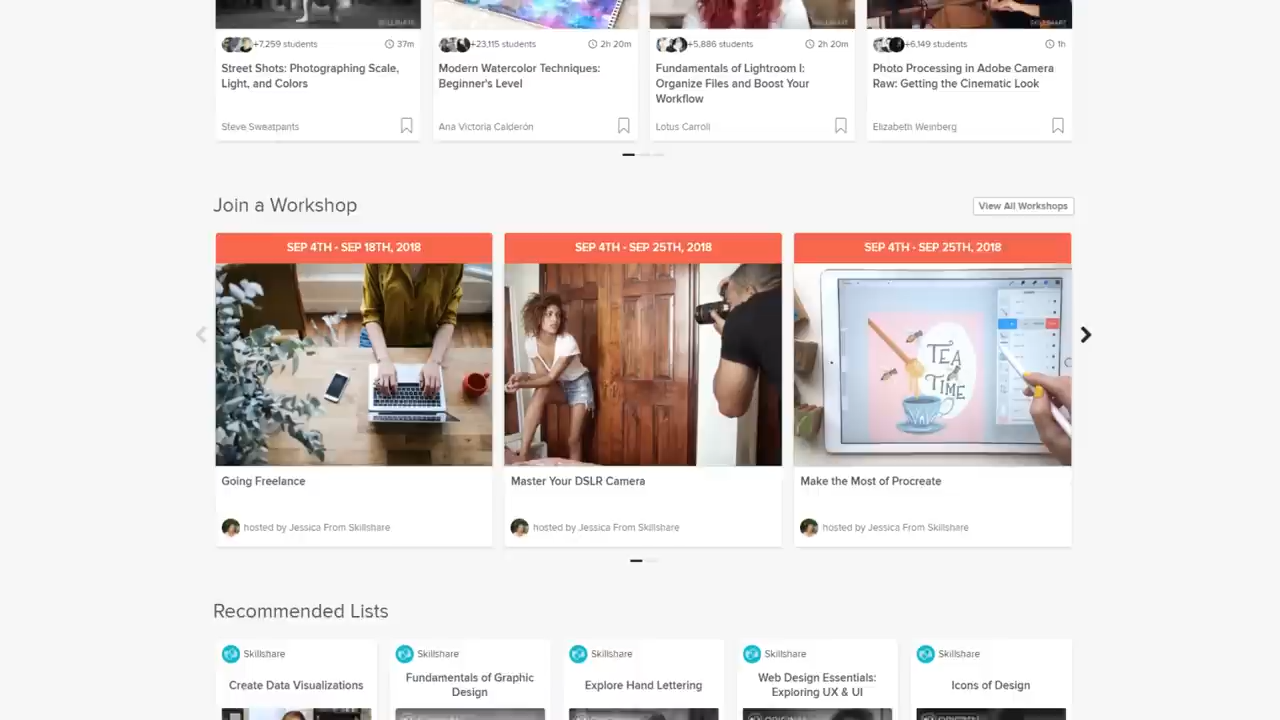 SKILLSHARE
SKILLSHARE
SKILLSHARE
+7,259 students
37m
+23,115 students
2h 20m
+5,886 students
2h 20m
+6,149 students
1h
Street Shots: Photographing Scale,
Light, and Colors
Modern Watercolor Techniques:
Beginner's Level
Fundamentals of Lightroom I:
Organize Files and Boost Your
Workflow
Photo Processing in Adobe Camera
Raw: Getting the Cinematic Look
Steve Sweatpants
Ana Victoria Calderón
Lotus Carroll
Elizabeth Weinberg
Join a Workshop
View All Workshops
SEP 4TH - SEP 18TH, 2018
SEP 4TH - SEP 25TH, 2018
SEP 4TH - SEP 25TH, 2018
TEA
TIME
Going Freelance
Master Your DSLR Camera
Make the Most of Procreate
hosted by Jessica From Skillshare
hosted by Jessica From Skillshare
hosted by Jessica From Skillshare
Recommended Lists
Skillshare
Skillshare
Skillshare
Skillshare
Skillshare
Create Data Visualizations
Fundamentals of Graphic
Design
Explore Hand Lettering
Web Design Essentials:
Exploring UX & UI
Icons of Design